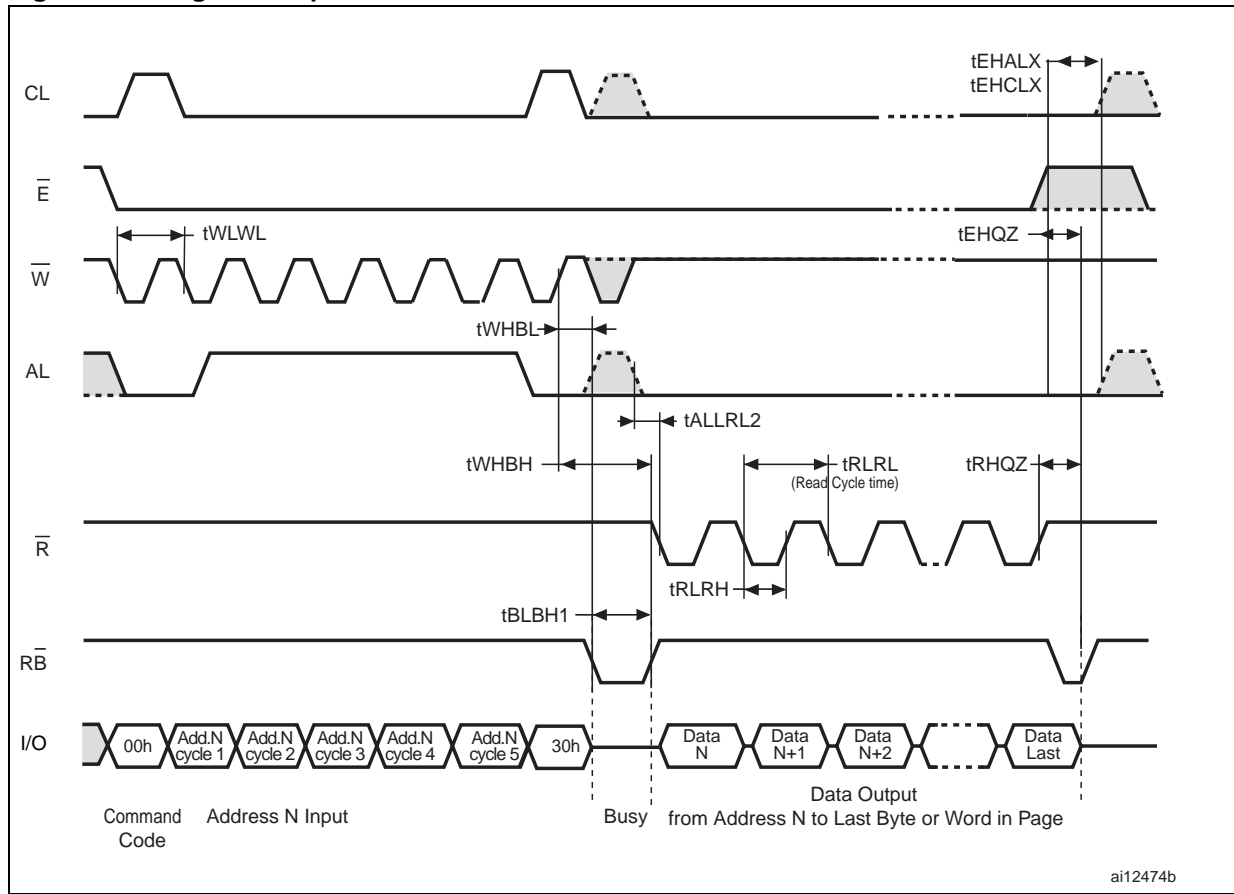 tEHALX
tEHCLX
CL
E
tWLWL
tEHQZ
W
tWHBL
AL
tALLRL2
tWHBH
tRLRL
(Read Cycle time)
tRHQZ
R
tRLRH
tBLBH1
RB
I/O
00h
Add.N
cycle 1
Add.N
cycle 2
Add.N
cycle 3
Add.N
cycle 4
Add.N
cycle 5
30h
Data
N
Data
N+1
Data
N+2
Data
Last
Command
Code
Address N Input
Busy
Data Output
from Address N to Last Byte or Word in Page
ai12474b